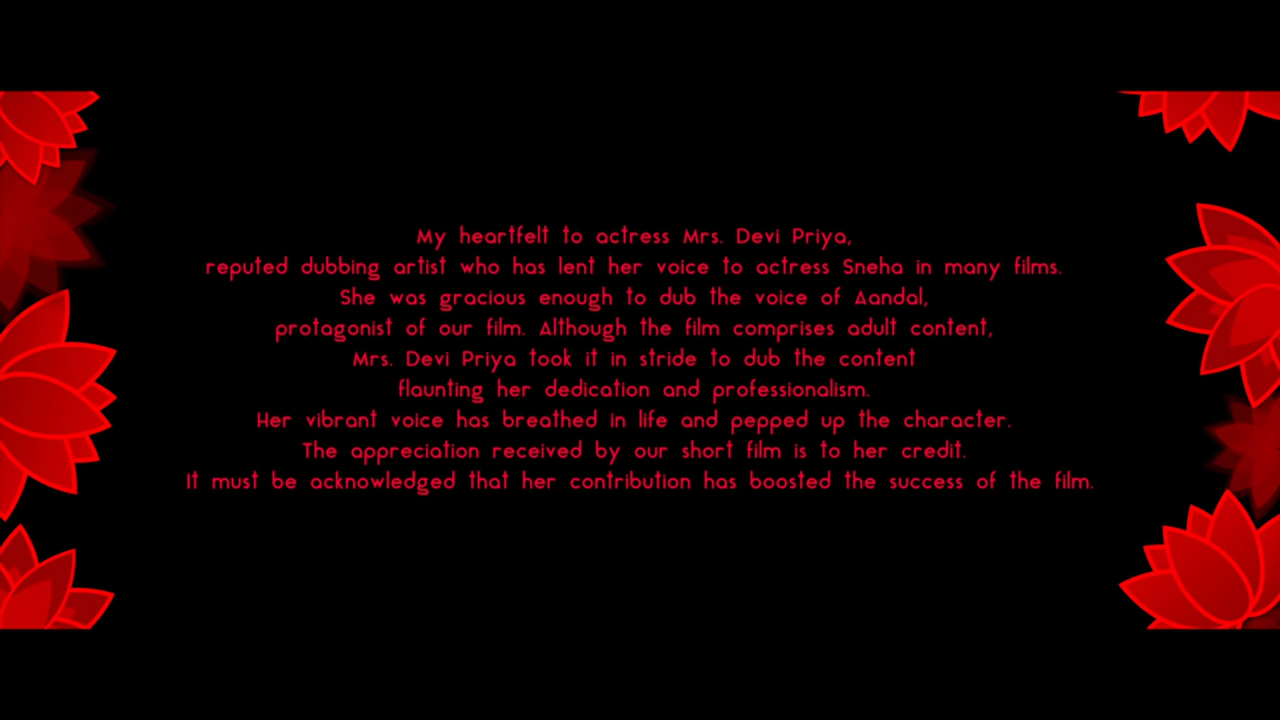 My heartfelt to actress Mrs. Devi Priya,
reputed dubbing artist who has lent her voice to actress Sneha in many films.
She was gracious enough to dub the voice of Aandal,
protagonist of our film. Although the film comprises adult content,
Mrs. Devi Priya took it in stride to dub the content
flaunting her dedication and professionalism.
Her vibrant voice has breathed in life and pepped up the character.
The appreciation received by our short film is to her credit.
It must be acknowledged that her contribution has boosted the success of the film.